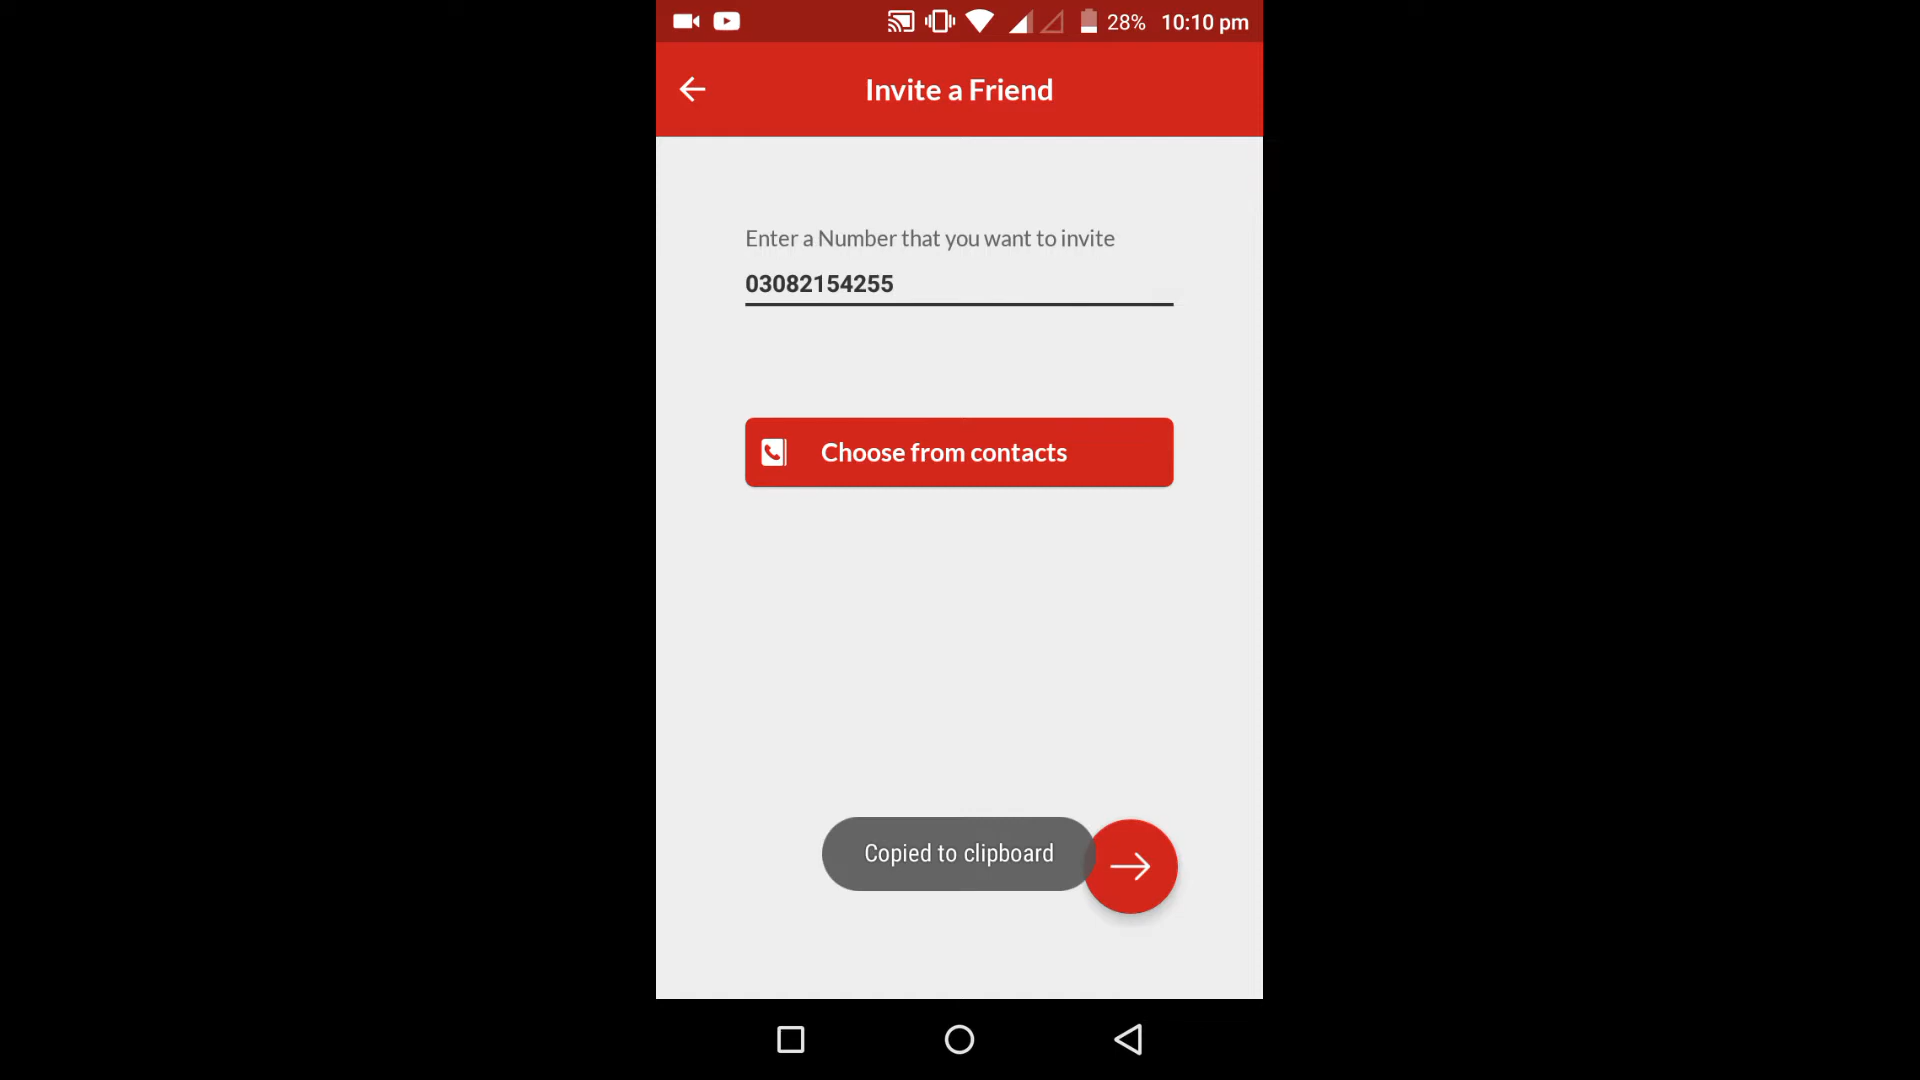 28% 10:10 pm
Invite a Friend
Enter a Number that you want to invite
03082154255
Choose from contacts
Copied to clipboard